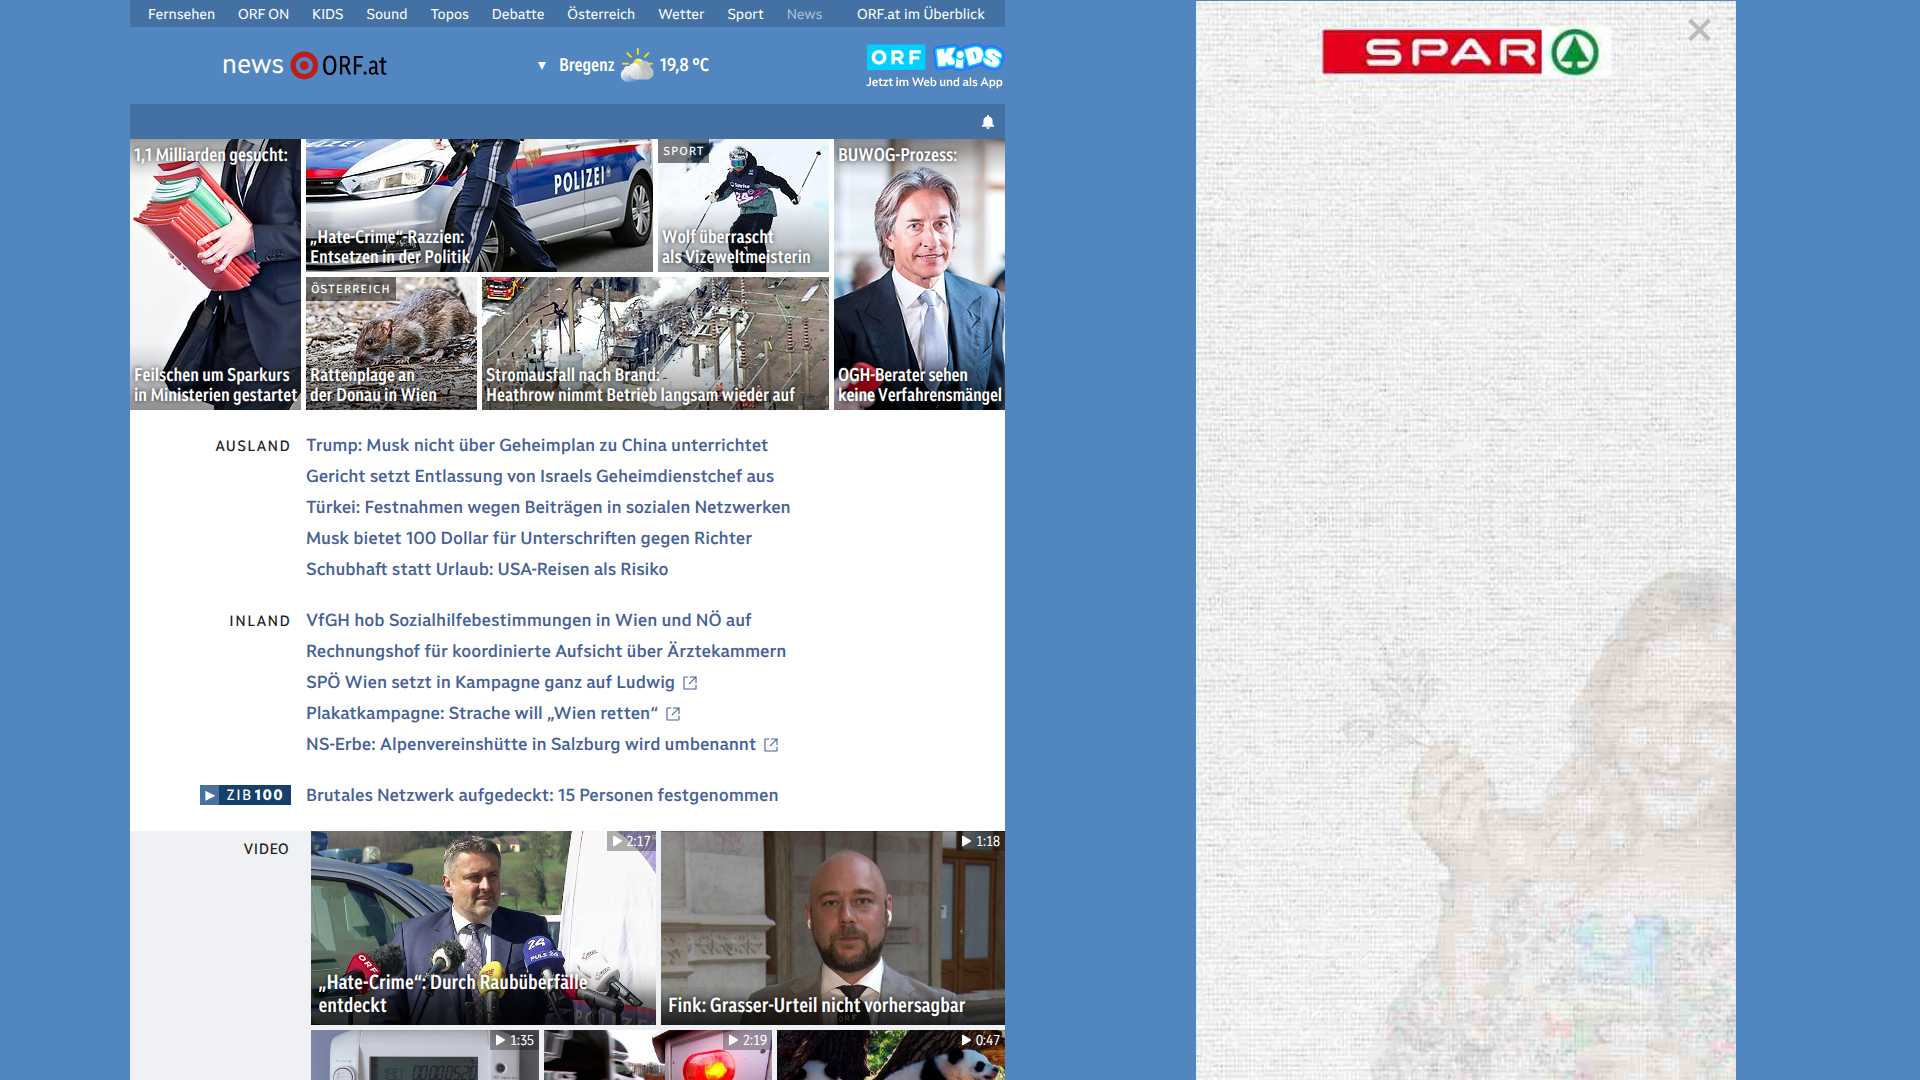 Fernsehen ORF ON KIDS Sound Topos Debatte Österreich Wetter Sport News ORF.at im Überblick
news ORF.at
Bregenz 19,8 °C
ORF KiDS
Jetzt im Web und als App
SPAR
1,1 Milliarden gesucht:
Feilschen um Sparkurs
in Ministerien gestartet
POLIZEI
„Hate-Crime“-Razzien:
Entsetzen in der Politik
SPORT
Wolf überrascht
als Vizeweltmeisterin
BUWOG-Prozess:
OGH-Berater sehen
keine Verfahrensmängel
ÖSTERREICH
Rattenplage an
der Donau in Wien
Stromausfall nach Brand:
Heathrow nimmt Betrieb langsam wieder auf
AUSLAND
Trump: Musk nicht über Geheimplan zu China unterrichtet
Gericht setzt Entlassung von Israels Geheimdienstchef aus
Türkei: Festnahmen wegen Beiträgen in sozialen Netzwerken
Musk bietet 100 Dollar für Unterschriften gegen Richter
Schubhaft statt Urlaub: USA-Reisen als Risiko
INLAND
VfGH hob Sozialhilfebestimmungen in Wien und NÖ auf
Rechnungshof für koordinierte Aufsicht über Ärztekammern
SPÖ Wien setzt in Kampagne ganz auf Ludwig
Plakatkampagne: Strache will „Wien retten“
NS-Erbe: Alpenvereinshütte in Salzburg wird umbenannt
ZIB100
Brutales Netzwerk aufgedeckt: 15 Personen festgenommen
VIDEO
2:17
ORF
24
PULS 24
„Hate-Crime“: Durch Raubüberfälle
entdeckt
1:18
Fink: Grasser-Urteil nicht vorhersagbar
1:35
2:19
0:47